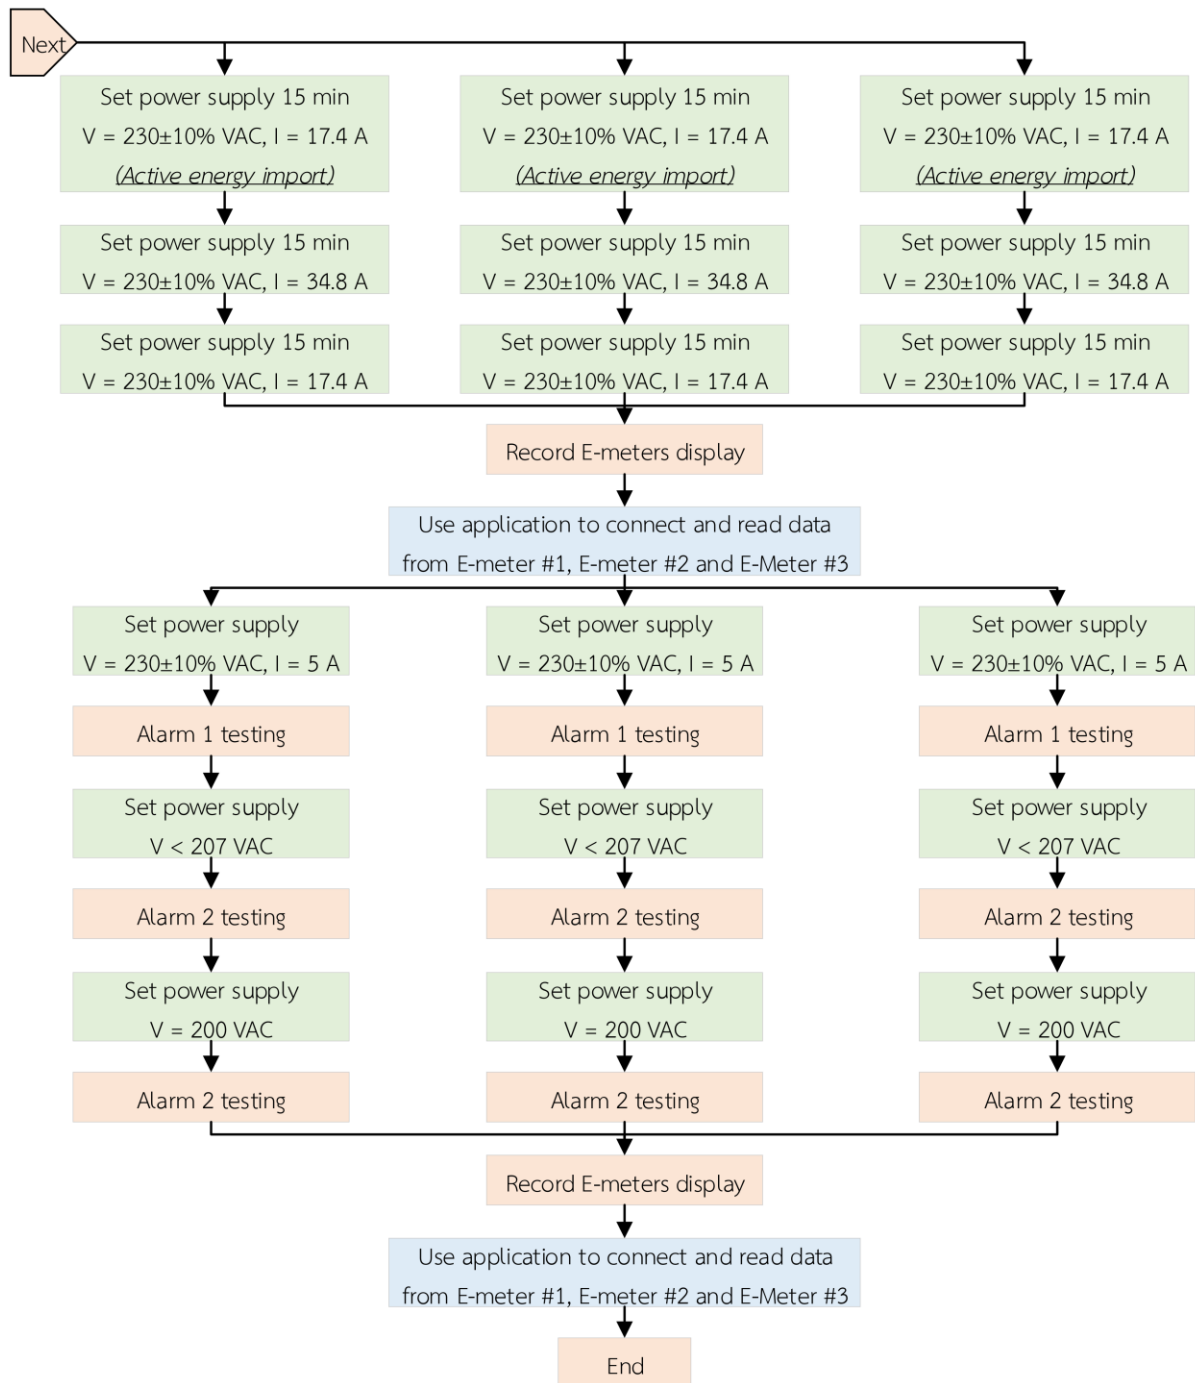 Next
Set power supply 15 min
V = 230±10% VAC, I = 17.4 A
(Active energy import)
Set power supply 15 min
V = 230±10% VAC, I = 17.4 A
(Active energy import)
Set power supply 15 min
V = 230±10% VAC, I = 17.4 A
(Active energy import)
Set power supply 15 min
V = 230±10% VAC, I = 34.8 A
Set power supply 15 min
V = 230±10% VAC, I = 34.8 A
Set power supply 15 min
V = 230±10% VAC, I = 34.8 A
Set power supply 15 min
V = 230±10% VAC, I = 17.4 A
Set power supply 15 min
V = 230±10% VAC, I = 17.4 A
Set power supply 15 min
V = 230±10% VAC, I = 17.4 A
Record E-meters display
Use application to connect and read data
from E-meter #1, E-meter #2 and E-Meter #3
Set power supply
V = 230±10% VAC, I = 5 A
Set power supply
V = 230±10% VAC, I = 5 A
Set power supply
V = 230±10% VAC, I = 5 A
Alarm 1 testing
Alarm 1 testing
Alarm 1 testing
Set power supply
V < 207 VAC
Set power supply
V < 207 VAC
Set power supply
V < 207 VAC
Alarm 2 testing
Alarm 2 testing
Alarm 2 testing
Set power supply
V = 200 VAC
Set power supply
V = 200 VAC
Set power supply
V = 200 VAC
Alarm 2 testing
Alarm 2 testing
Alarm 2 testing
Record E-meters display
Use application to connect and read data
from E-meter #1, E-meter #2 and E-Meter #3
End